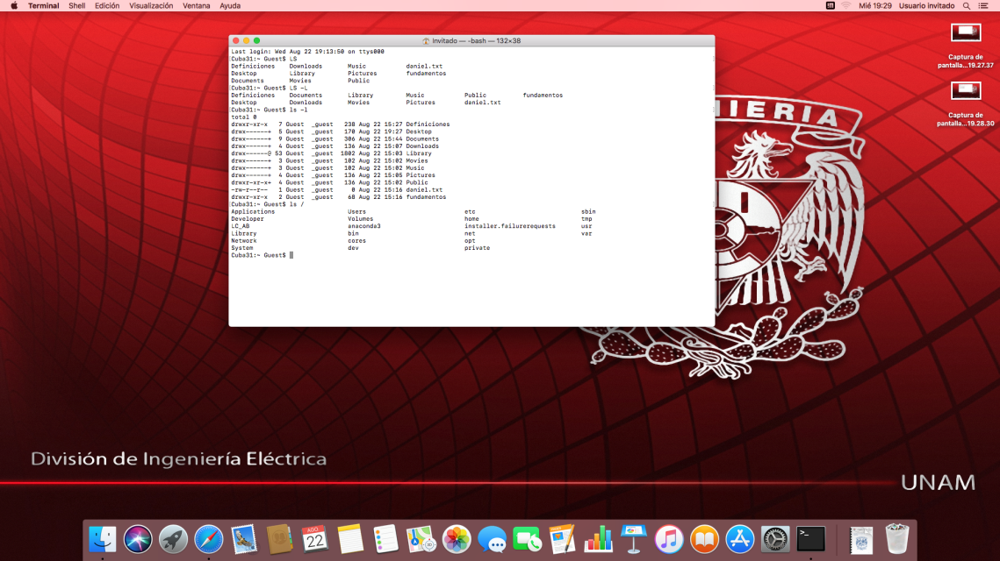 Terminal Shell Edición Visualización Ventana Ayuda Mié 19:29 Usuario invitado
Invitado — -bash — 132×38
Last login: Wed Aug 22 19:13:50 on ttys000
Cuba31:~ Guest$ LS
Definiciones Downloads Music daniel.txt
Desktop Library Pictures fundamentos
Documents Movies Public
Cuba31:~ Guest$ LS -L
Definiciones Documents Library Music Public fundamentos
Desktop Downloads Movies Pictures daniel.txt
Cuba31:~ Guest$ ls -l
total 0
drwxr-xr-x 7 Guest _guest 238 Aug 22 15:27 Definiciones
drwx------+ 5 Guest _guest 170 Aug 22 19:27 Desktop
drwx------+ 9 Guest _guest 306 Aug 22 15:44 Documents
drwx------+ 4 Guest _guest 136 Aug 22 15:07 Downloads
drwx------@ 53 Guest _guest 1802 Aug 22 15:03 Library
drwx------+ 3 Guest _guest 102 Aug 22 15:02 Movies
drwx------+ 3 Guest _guest 102 Aug 22 15:02 Music
drwx------+ 4 Guest _guest 136 Aug 22 15:05 Pictures
drwxr-xr-x+ 4 Guest _guest 136 Aug 22 15:02 Public
-rw-r--r-- 1 Guest _guest 0 Aug 22 15:16 daniel.txt
drwxr-xr-x 2 Guest _guest 68 Aug 22 15:16 fundamentos
Cuba31:~ Guest$ ls /
Applications Users etc sbin
Developer Volumes home tmp
LC_AB anaconda3 installer.failurerequests usr
Library bin net var
Network cores opt
System dev private
Cuba31:~ Guest$
Captura de
pantalla...19.27.37
Captura de
pantalla...19.28.30
NIERIA
División de Ingeniería Eléctrica
UNAM
AGO
22